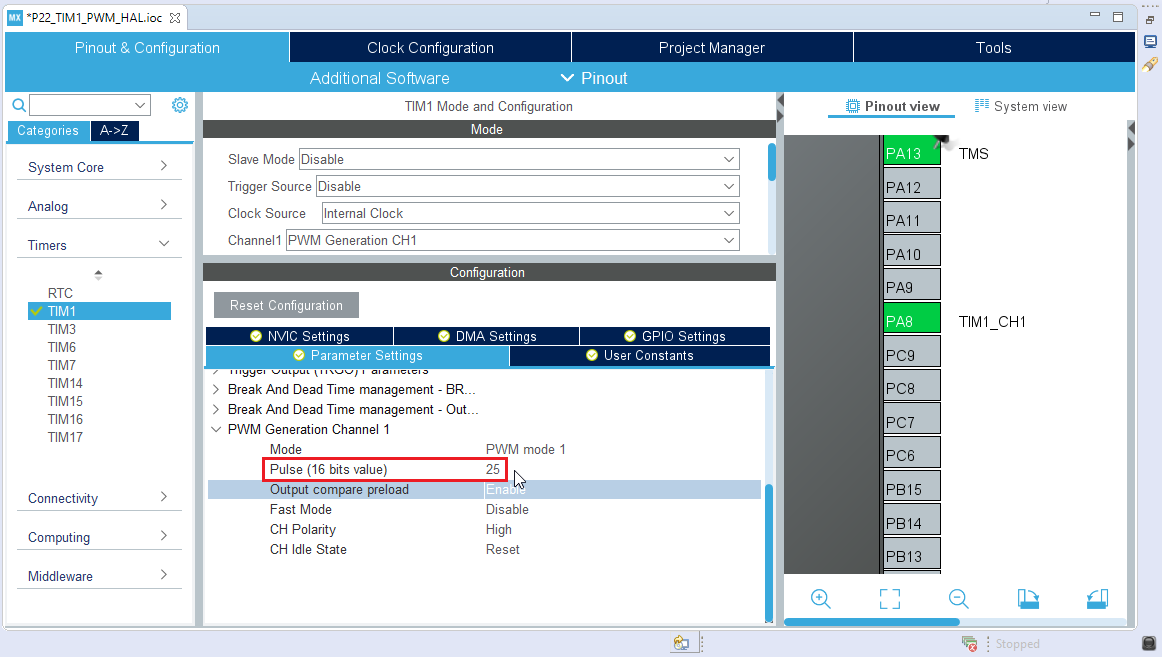 MX *P22_TIM1_PWM_HAL.ioc
Pinout & Configuration
Clock Configuration
Project Manager
Tools
Additional Software
Pinout
Categories
A->Z
System Core
Analog
Timers
RTC
TIM1
TIM3
TIM6
TIM7
TIM14
TIM15
TIM16
TIM17
Connectivity
Computing
Middleware
TIM1 Mode and Configuration
Mode
Slave Mode Disable
Trigger Source Disable
Clock Source Internal Clock
Channel1 PWM Generation CH1
Configuration
Reset Configuration
NVIC Settings
DMA Settings
GPIO Settings
Parameter Settings
User Constants
Trigger Output (TRGO) Parameters
Break And Dead Time management - BR...
Break And Dead Time management - Out...
PWM Generation Channel 1
Mode PWM mode 1
Pulse (16 bits value) 25
Output compare preload Enable
Fast Mode Disable
CH Polarity High
CH Idle State Reset
Pinout view
System view
PA13 TMS
PA12
PA11
PA10
PA9
PA8 TIM1_CH1
PC9
PC8
PC7
PC6
PB15
PB14
PB13
Stopped